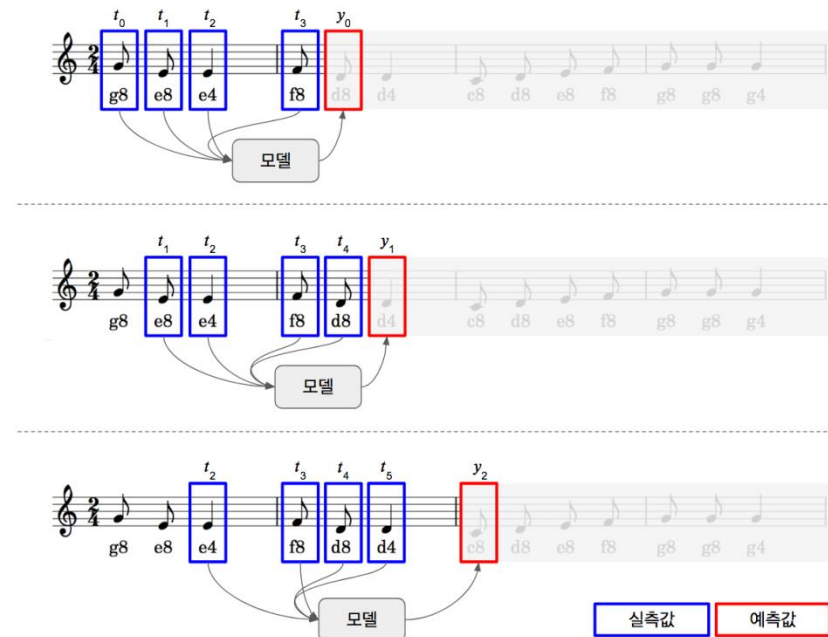 t0 t1 t2 t3 y0
2 4
g8 e8 e4 f8 d8 d4 c8 d8 e8 f8 g8 g8 g4
모델
t1 t2 t3 t4 y1
2 4
g8 e8 e4 f8 d8 d4 c8 d8 e8 f8 g8 g8 g4
모델
t2 t3 t4 t5 y2
2 4
g8 e8 e4 f8 d8 d4 c8 d8 e8 f8 g8 g8 g4
모델
실측값 예측값